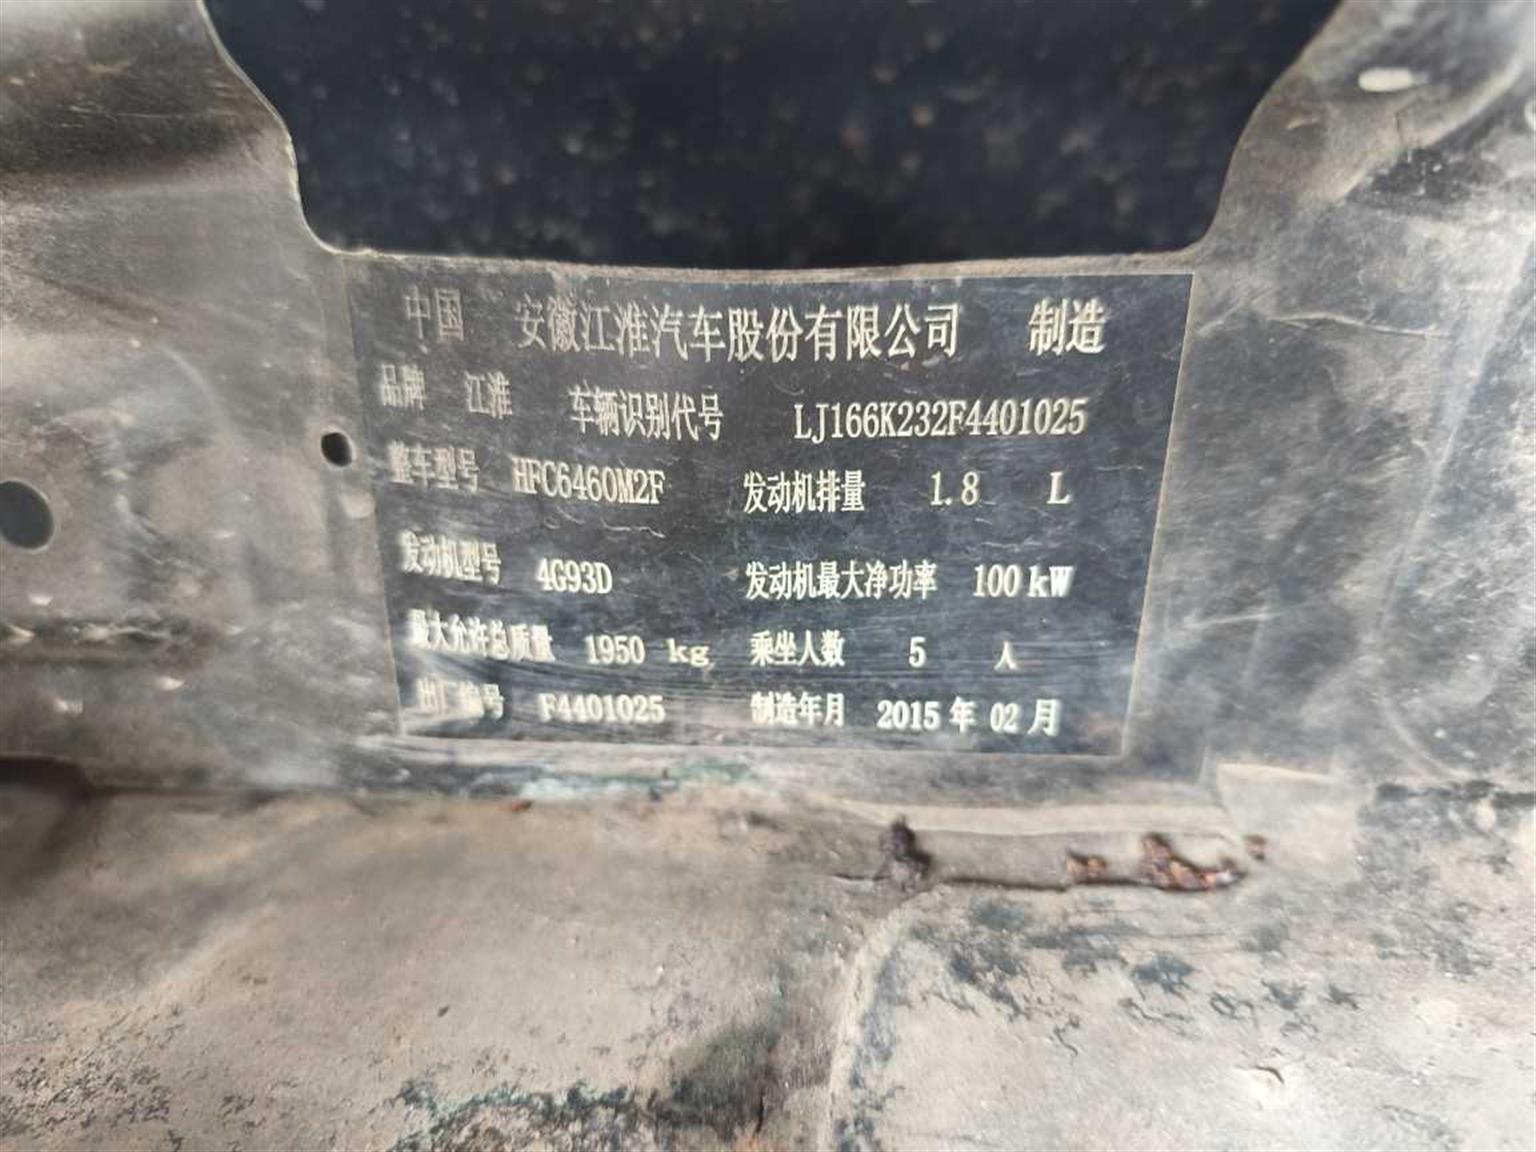 中国 安徽江淮汽车股份有限公司 制造
品牌 江淮 车辆识别代号 LJ166K232F4401025
整车型号 HFC6460M2F 发动机排量 1.8 L
发动机型号 4G93D 发动机最大净功率 100 kW
最大允许总质量 1950 kg 乘坐人数 5 人
出厂编号 F4401025 制造年月 2015 年 02 月